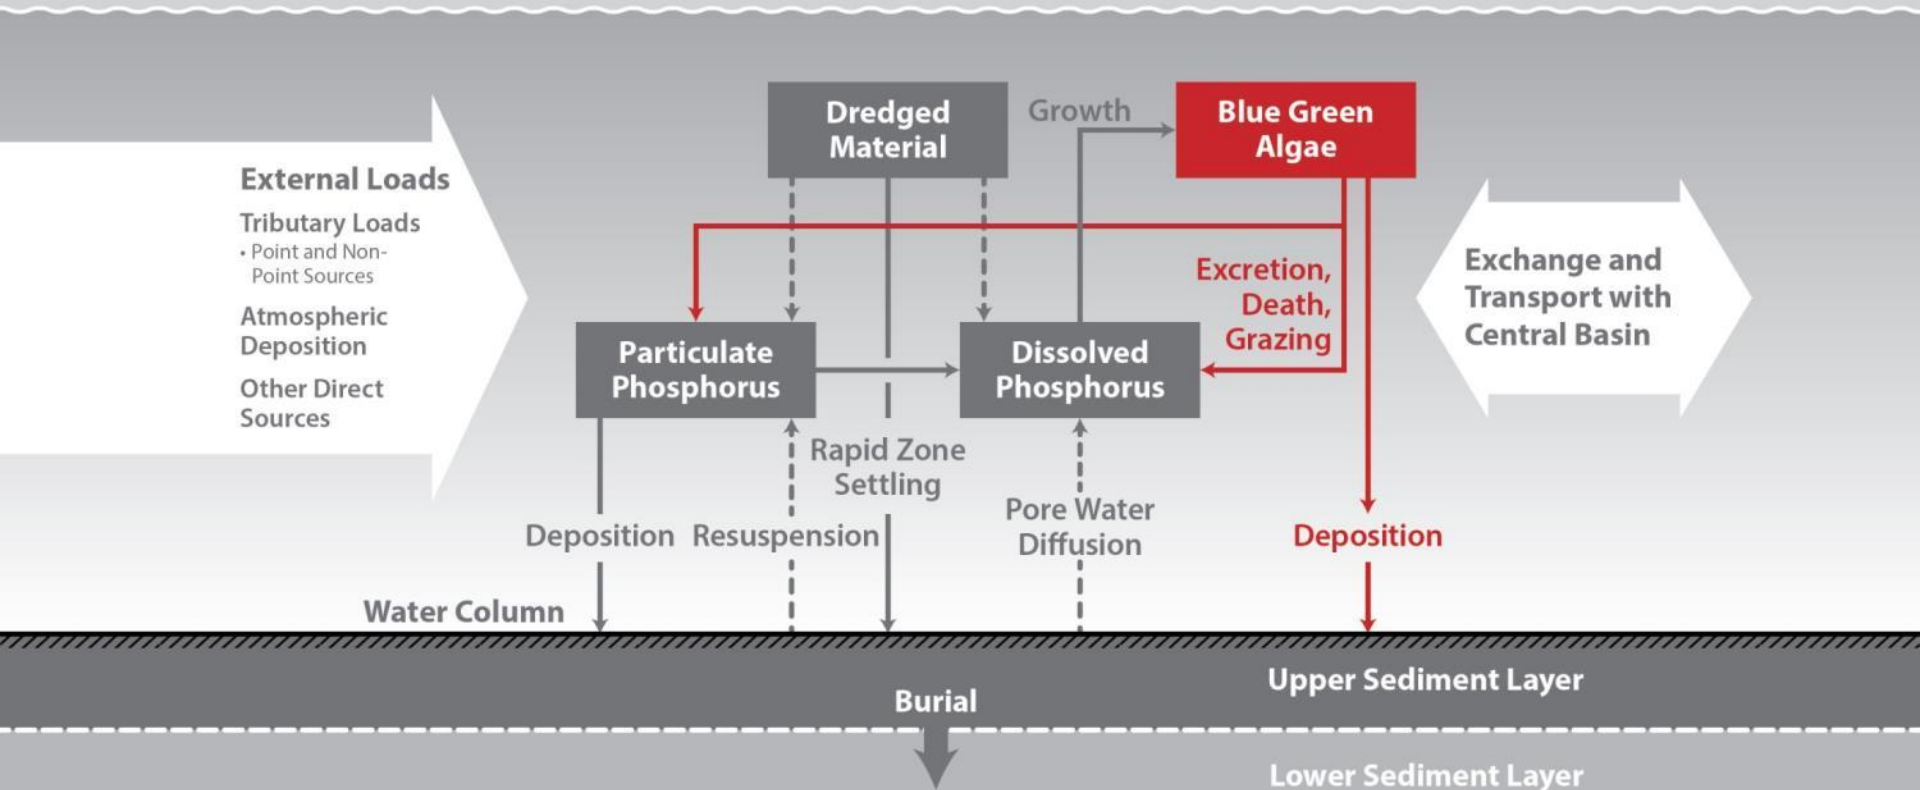 External Loads
Tributary Loads
• Point and Non-
Point Sources
Atmospheric
Deposition
Other Direct
Sources
Dredged
Material
Growth
Blue Green
Algae
Excretion,
Death,
Grazing
Exchange and
Transport with
Central Basin
Particulate
Phosphorus
Dissolved
Phosphorus
Rapid Zone
Settling
Deposition
Resuspension
Pore Water
Diffusion
Deposition
Water Column
Upper Sediment Layer
Burial
Lower Sediment Layer